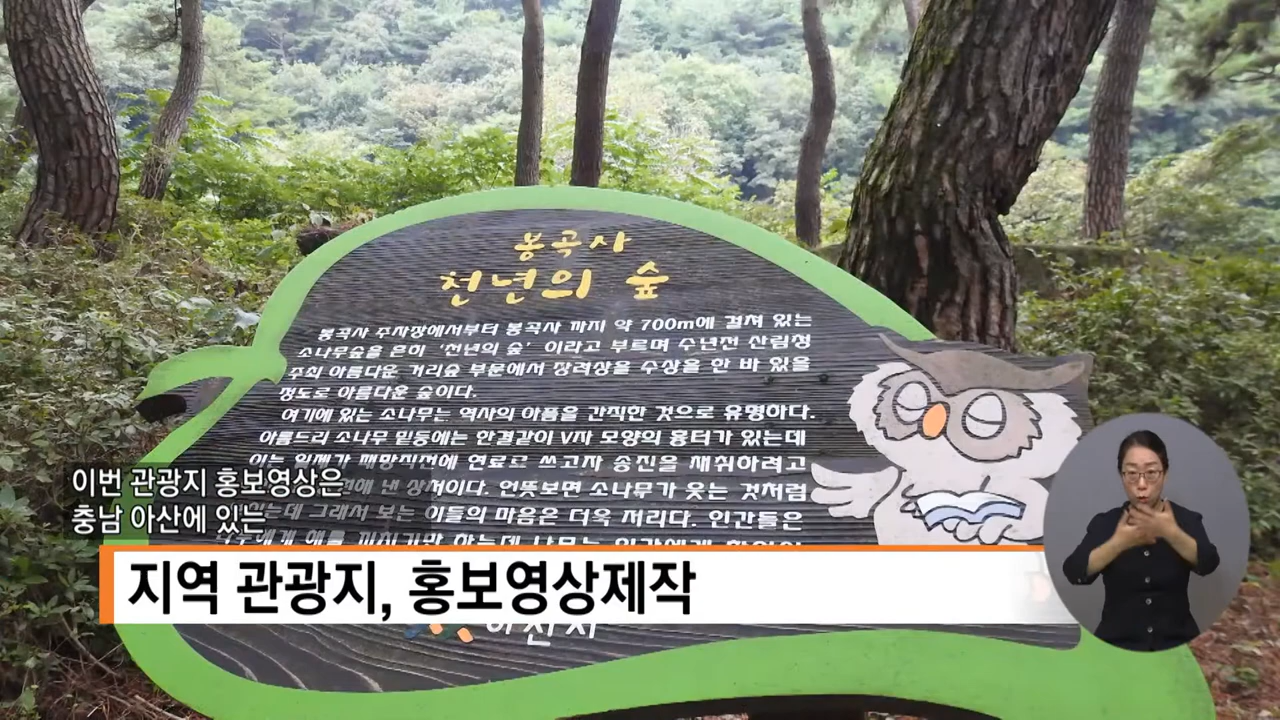 봉곡사
천년의 숲
봉곡사 주차장에서부터 봉곡사 까지 약 700m에 걸쳐 있는
소나무숲을 흔히 '천년의 숲' 이라고 부르며 수년전 산림청
주최 아름다운 거리숲 부문에서 장려상을 수상을 한 바 있을
정도로 아름다운 숲이다.
여기에 있는 소나무는 역사의 아픔을 간직한 것으로 유명하다.
아름드리 소나무 밑둥에는 한결같이 V자 모양의 흉터가 있는데
이는 일제가 패망직전에 연료로 쓰고자 송진을 채취하려고
낸 상처이다. 언뜻보면 소나무가 웃는 것처럼
그래서 보는 이들의 마음은 더욱 저리다. 인간들은
이번 관광지 홍보영상은
충남 아산에 있는
지역 관광지, 홍보영상제작
아산시